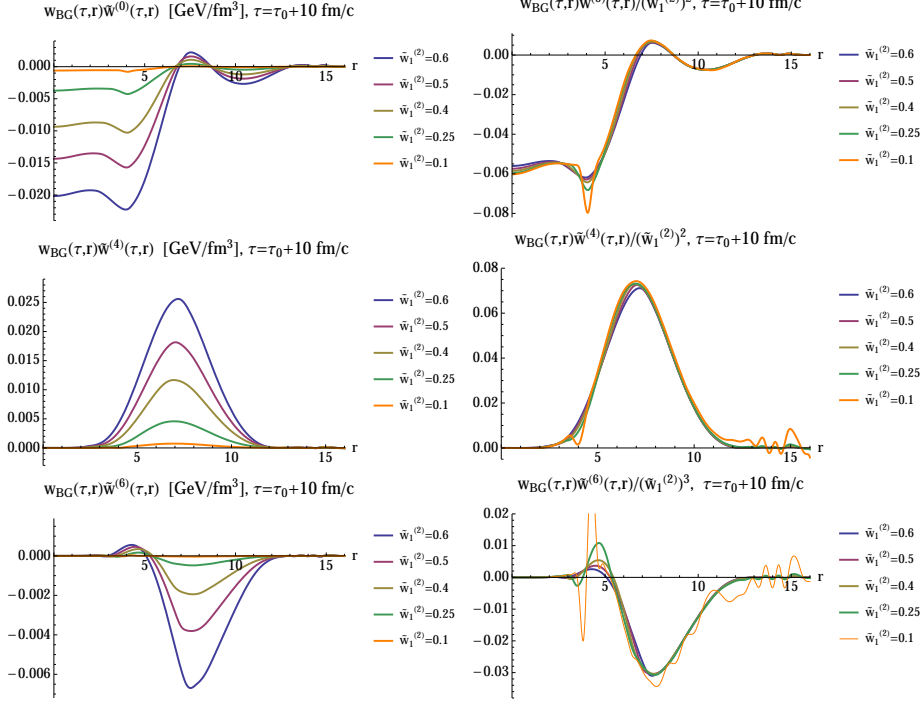 w_BG(τ,r)w̃^(0)(τ,r) [GeV/fm³], τ=τ₀+10 fm/c
0.000
−0.005
−0.010
−0.015
−0.020
5
10
15
r
w̃₁^(2)=0.6
w̃₁^(2)=0.5
w̃₁^(2)=0.4
w̃₁^(2)=0.25
w̃₁^(2)=0.1
w_BG(τ,r)w̃^(0)(τ,r)/(w̃₁^(2))², τ=τ₀+10 fm/c
0.00
−0.02
−0.04
−0.06
−0.08
5
10
15
r
w̃₁^(2)=0.6
w̃₁^(2)=0.5
w̃₁^(2)=0.4
w̃₁^(2)=0.25
w̃₁^(2)=0.1
w_BG(τ,r)w̃^(4)(τ,r) [GeV/fm³], τ=τ₀+10 fm/c
0.025
0.020
0.015
0.010
0.005
0.000
5
10
15
r
w̃₁^(2)=0.6
w̃₁^(2)=0.5
w̃₁^(2)=0.4
w̃₁^(2)=0.25
w̃₁^(2)=0.1
w_BG(τ,r)w̃^(4)(τ,r)/(w̃₁^(2))², τ=τ₀+10 fm/c
0.08
0.06
0.04
0.02
0.00
5
10
15
r
w̃₁^(2)=0.6
w̃₁^(2)=0.5
w̃₁^(2)=0.4
w̃₁^(2)=0.25
w̃₁^(2)=0.1
w_BG(τ,r)w̃^(6)(τ,r) [GeV/fm³], τ=τ₀+10 fm/c
0.000
−0.002
−0.004
−0.006
5
10
15
r
w̃₁^(2)=0.6
w̃₁^(2)=0.5
w̃₁^(2)=0.4
w̃₁^(2)=0.25
w̃₁^(2)=0.1
w_BG(τ,r)w̃^(6)(τ,r)/(w̃₁^(2))³, τ=τ₀+10 fm/c
0.02
0.01
0.00
−0.01
−0.02
−0.03
5
10
15
r
w̃₁^(2)=0.6
w̃₁^(2)=0.5
w̃₁^(2)=0.4
w̃₁^(2)=0.25
w̃₁^(2)=0.1